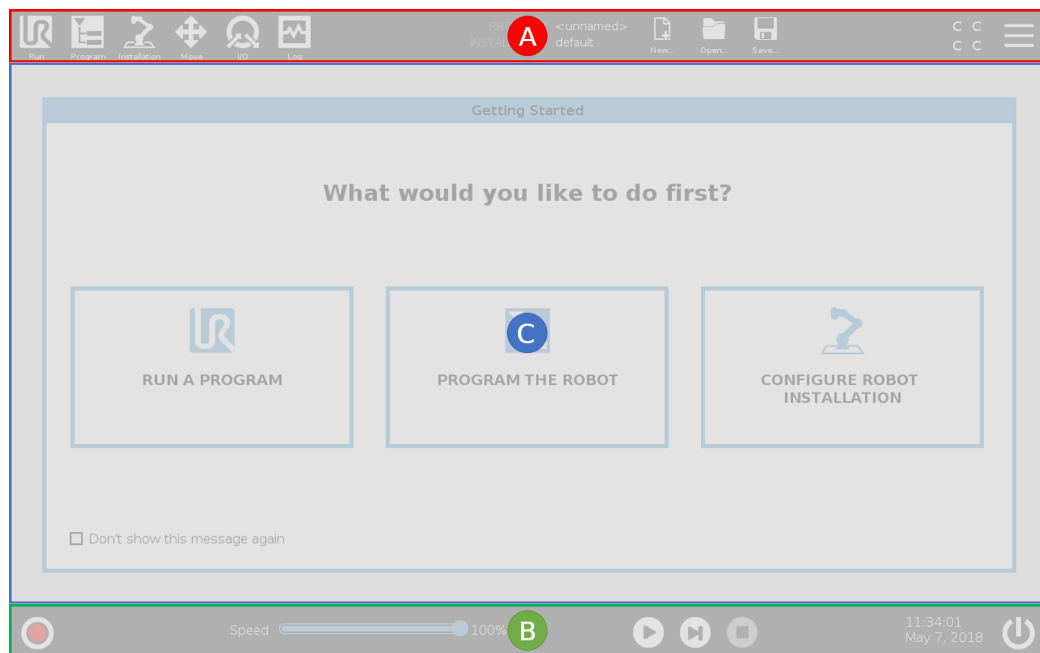 <unnamed>
A
default
Run
Program
Installation
Move
I/O
Log
New...
Open...
Save...
C C
C C
Getting Started
What would you like to do first?
C
RUN A PROGRAM
PROGRAM THE ROBOT
CONFIGURE ROBOT
INSTALLATION
Don't show this message again
Speed
100%
B
11:34:01
May 7, 2018